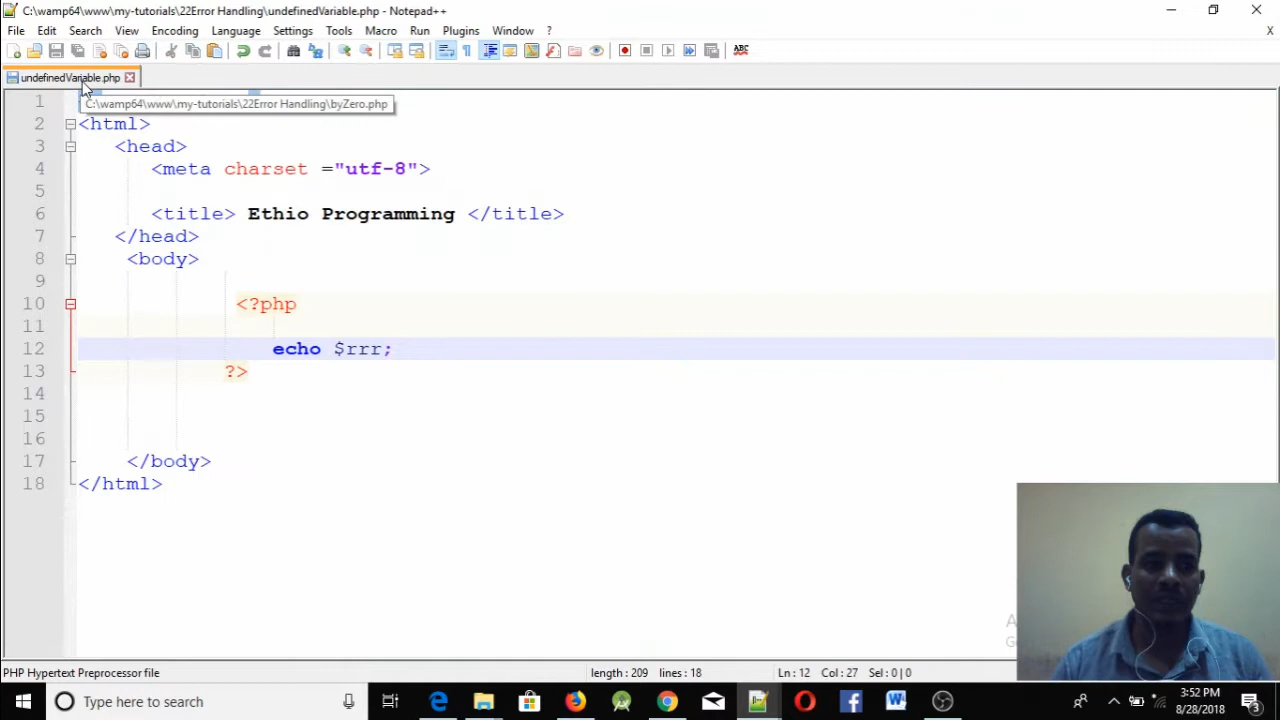 C:\wamp64\www\my-tutorials\22Error Handling\undefinedVariable.php - Notepad++
File Edit Search View Encoding Language Settings Tools Macro Run Plugins Window ? X
ABC
undefinedVariable.php
C:\wamp64\www\my-tutorials\22Error Handling\byZero.php
1
2 <html>
3 <head>
4 <meta charset ="utf-8">
5
6 <title> Ethio Programming </title>
7 </head>
8 <body>
9
10 <?php
11
12 echo $rrr;
13 ?>
14
15
16
17 </body>
18 </html>
PHP Hypertext Preprocessor file length : 209 lines : 18 Ln : 12 Col : 27 Sel : 0 | 0
Type here to search
3:52 PM
8/28/2018
3